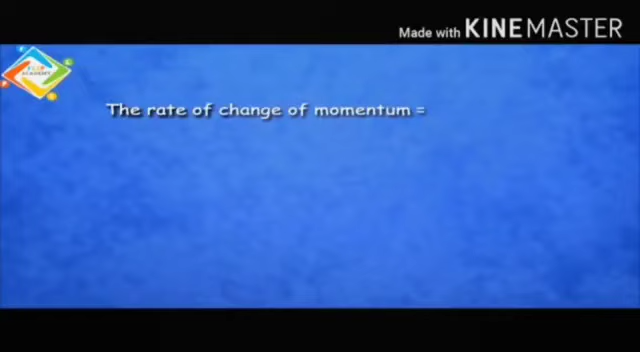 Made with KINEMASTER
The rate of change of momentum =